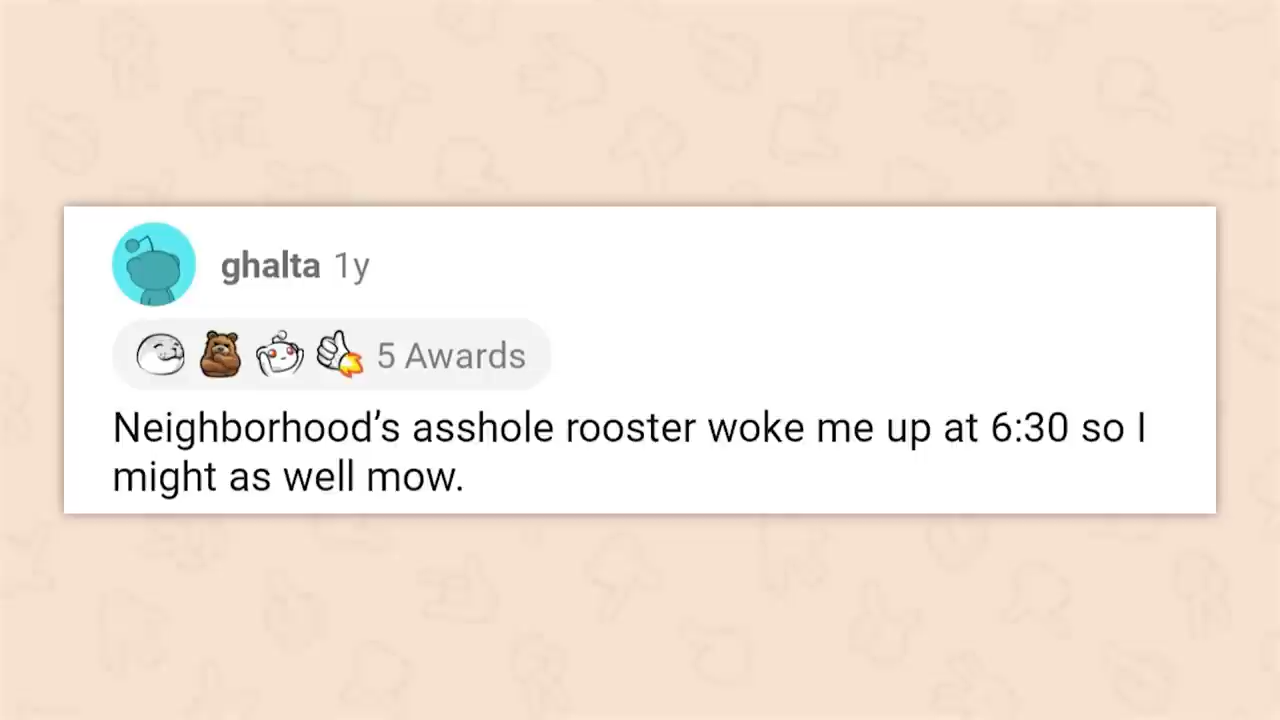 ghalta 1y
5 Awards
Neighborhood’s asshole rooster woke me up at 6:30 so I
might as well mow.